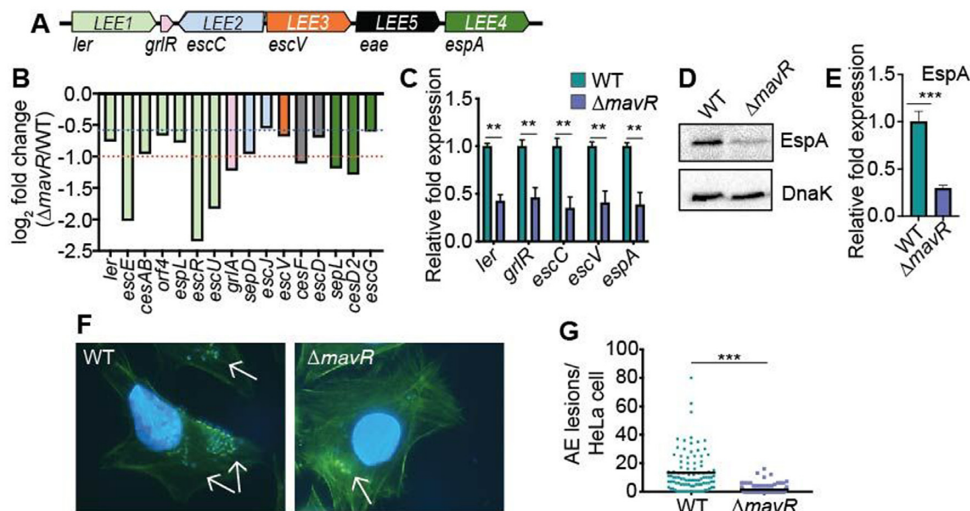 A
LEE1 LEE2 LEE3 LEE5 LEE4
ler grlR escC escV eae espA
B
log2 fold change
(ΔmavR/WT)
0.0
-0.5
-1.0
-1.5
-2.0
-2.5
ler escE cesAB orf4 espL escR escU grlA sepD escJ escV cesF escD sepL cesD2 escG
C
WT
ΔmavR
Relative fold expression
1.5
1.0
0.5
0.0
** ** ** ** **
ler grlR escC escV espA
D
WT ΔmavR
EspA
DnaK
E
EspA
Relative fold expression
1.5
1.0
0.5
0.0
***
WT
ΔmavR
F
WT
ΔmavR
G
AE lesions/
HeLa cell
100
80
60
40
20
0
***
WT ΔmavR